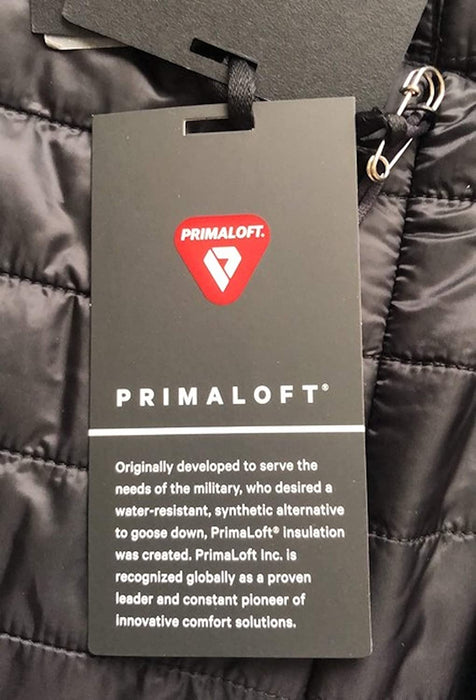 PRIMALOFT.
PRIMALOFT®
Originally developed to serve the
needs of the military, who desired a
water-resistant, synthetic alternative
to goose down, PrimaLoft® insulation
was created. PrimaLoft Inc. is
recognized globally as a proven
leader and constant pioneer of
innovative comfort solutions.